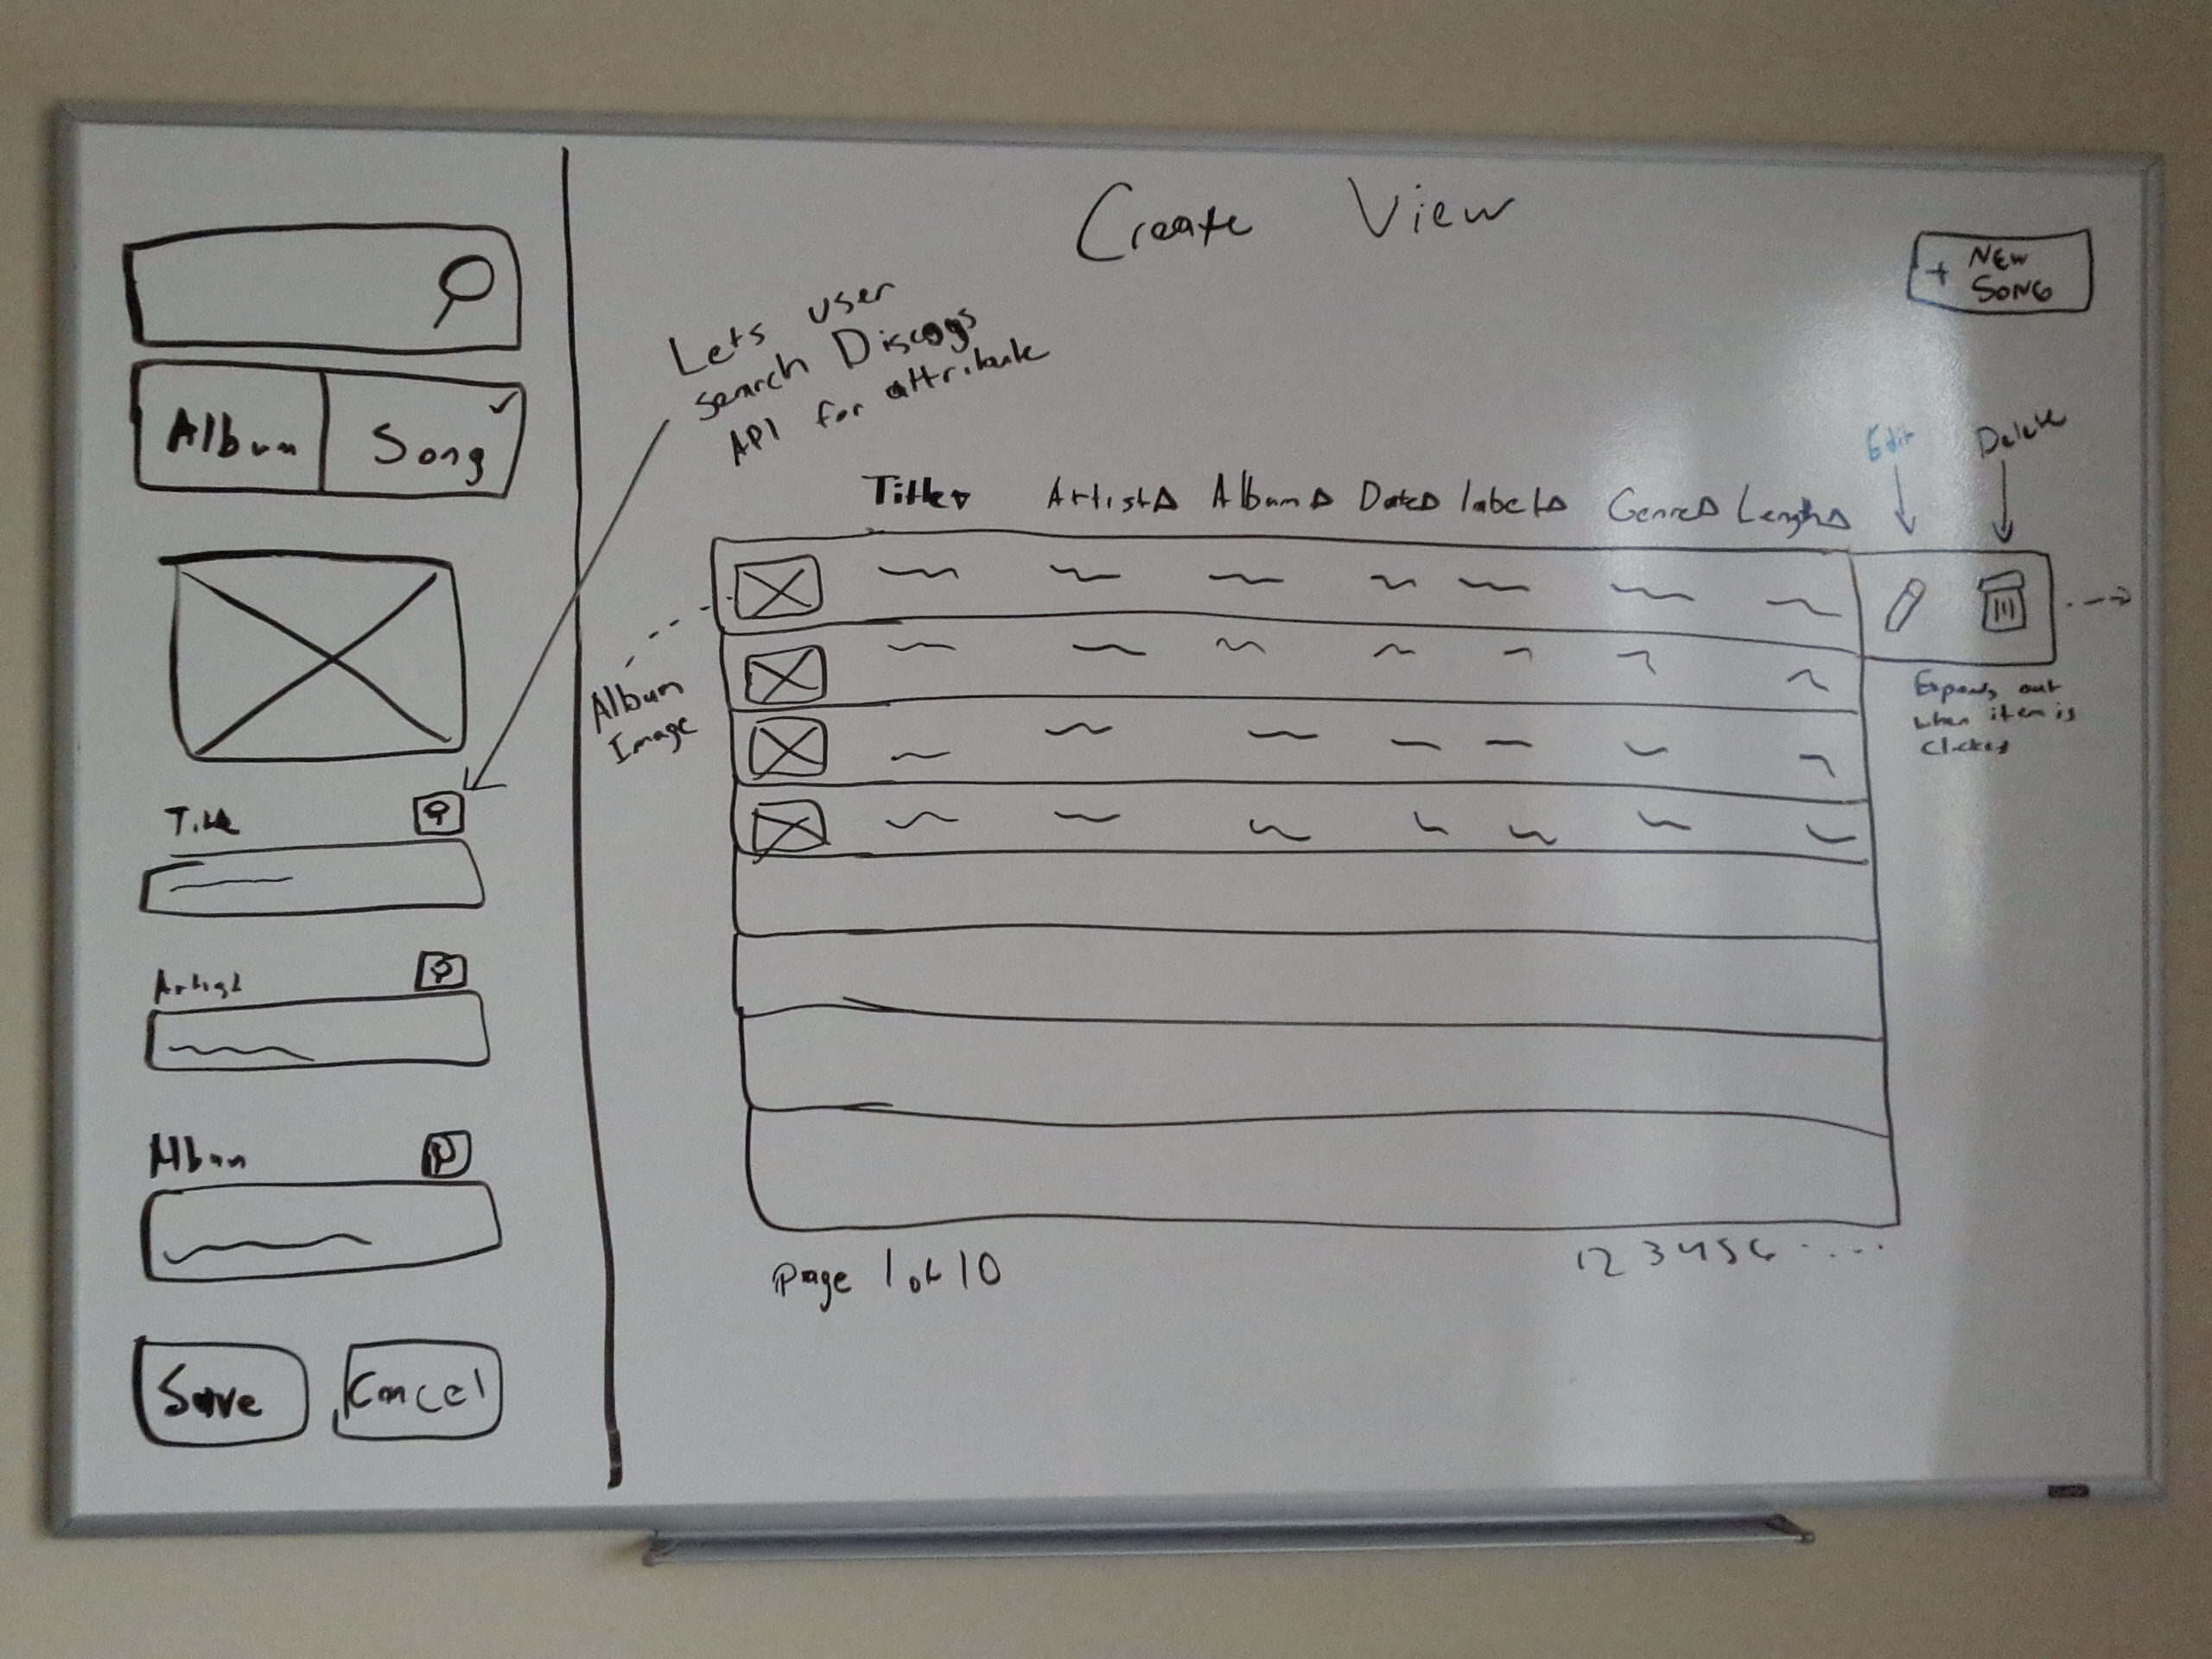 Create View
+ NEW
SONG
Lets user
search Discogs
API for attribute
Album Song
Title Artist Album Date label Genre Length
Edit
Delete
Album
Image
Expands out
when item is
clicked
Title
Artist
Album
Save Cancel
Page 1 of 10
1 2 3 4 5 6 .....